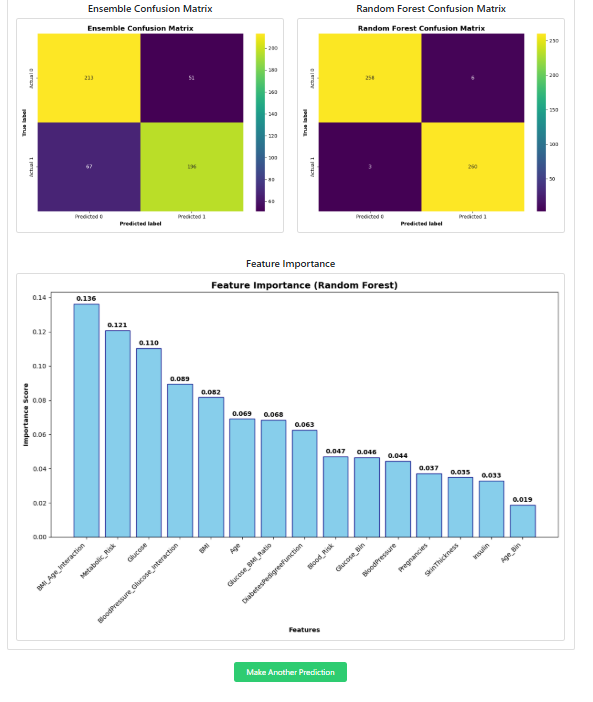 Ensemble Confusion Matrix
Random Forest Confusion Matrix
Ensemble Confusion Matrix
Actual 0
Actual 1
True label
213
51
67
196
Predicted 0
Predicted 1
Predicted label
200
180
160
140
120
100
80
60
Random Forest Confusion Matrix
Actual 0
Actual 1
True label
258
6
3
260
Predicted 0
Predicted 1
Predicted label
250
200
150
100
50
Feature Importance
Feature Importance (Random Forest)
Importance Score
0.14
0.12
0.10
0.08
0.06
0.04
0.02
0.00
0.136
0.121
0.110
0.089
0.082
0.069
0.068
0.063
0.047
0.046
0.044
0.037
0.035
0.033
0.019
BMI_Age_Interaction
Metabolic_Risk
Glucose
BloodPressure_Glucose_Interaction
BMI
Age
Glucose_BMI_Ratio
DiabetesPedigreeFunction
Blood_Risk
Glucose_Bin
BloodPressure
Pregnancies
SkinThickness
Insulin
Age_Bin
Features
Make Another Prediction